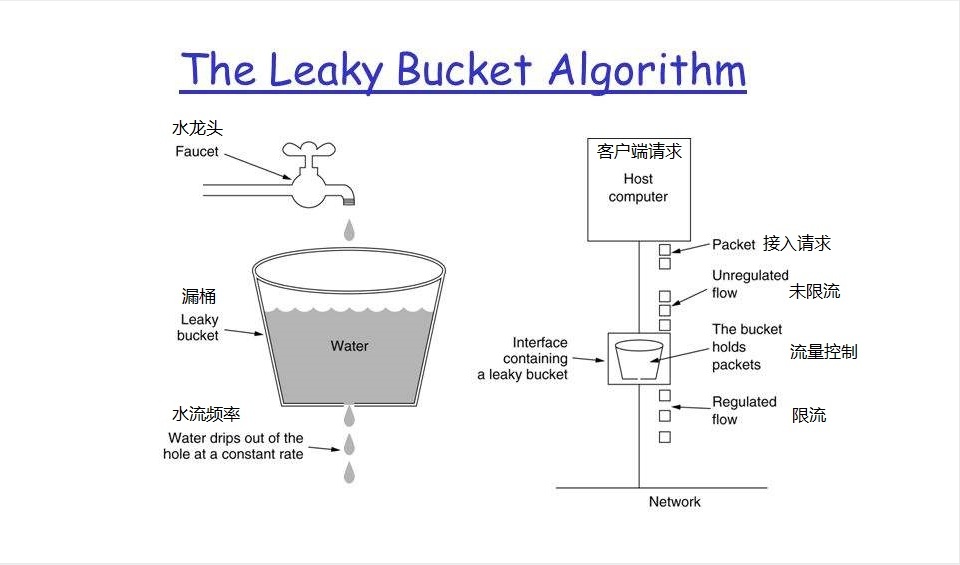 The Leaky Bucket Algorithm
水龙头
Faucet
漏桶
Leaky
bucket
Water
水流频率
Water drips out of the
hole at a constant rate
客户端请求
Host
computer
Packet 接入请求
Unregulated
flow 未限流
Interface
containing
a leaky bucket
The bucket
holds
packets
流量控制
Regulated
flow 限流
Network